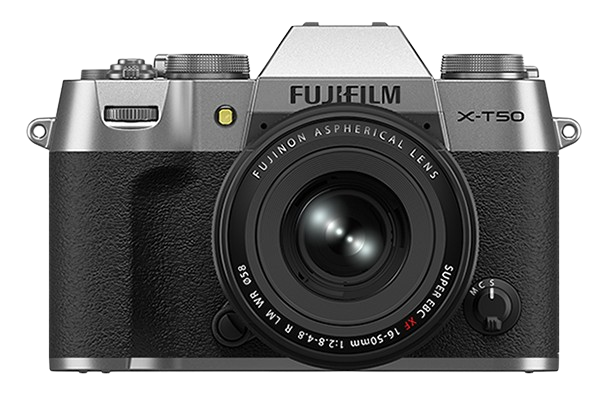 FUJIFILM
X-T50
FUJINON ASPHERICAL LENS
SUPER EBC XF 16-50mm 1:2.8-4.8 R LM WR ø58
M C S